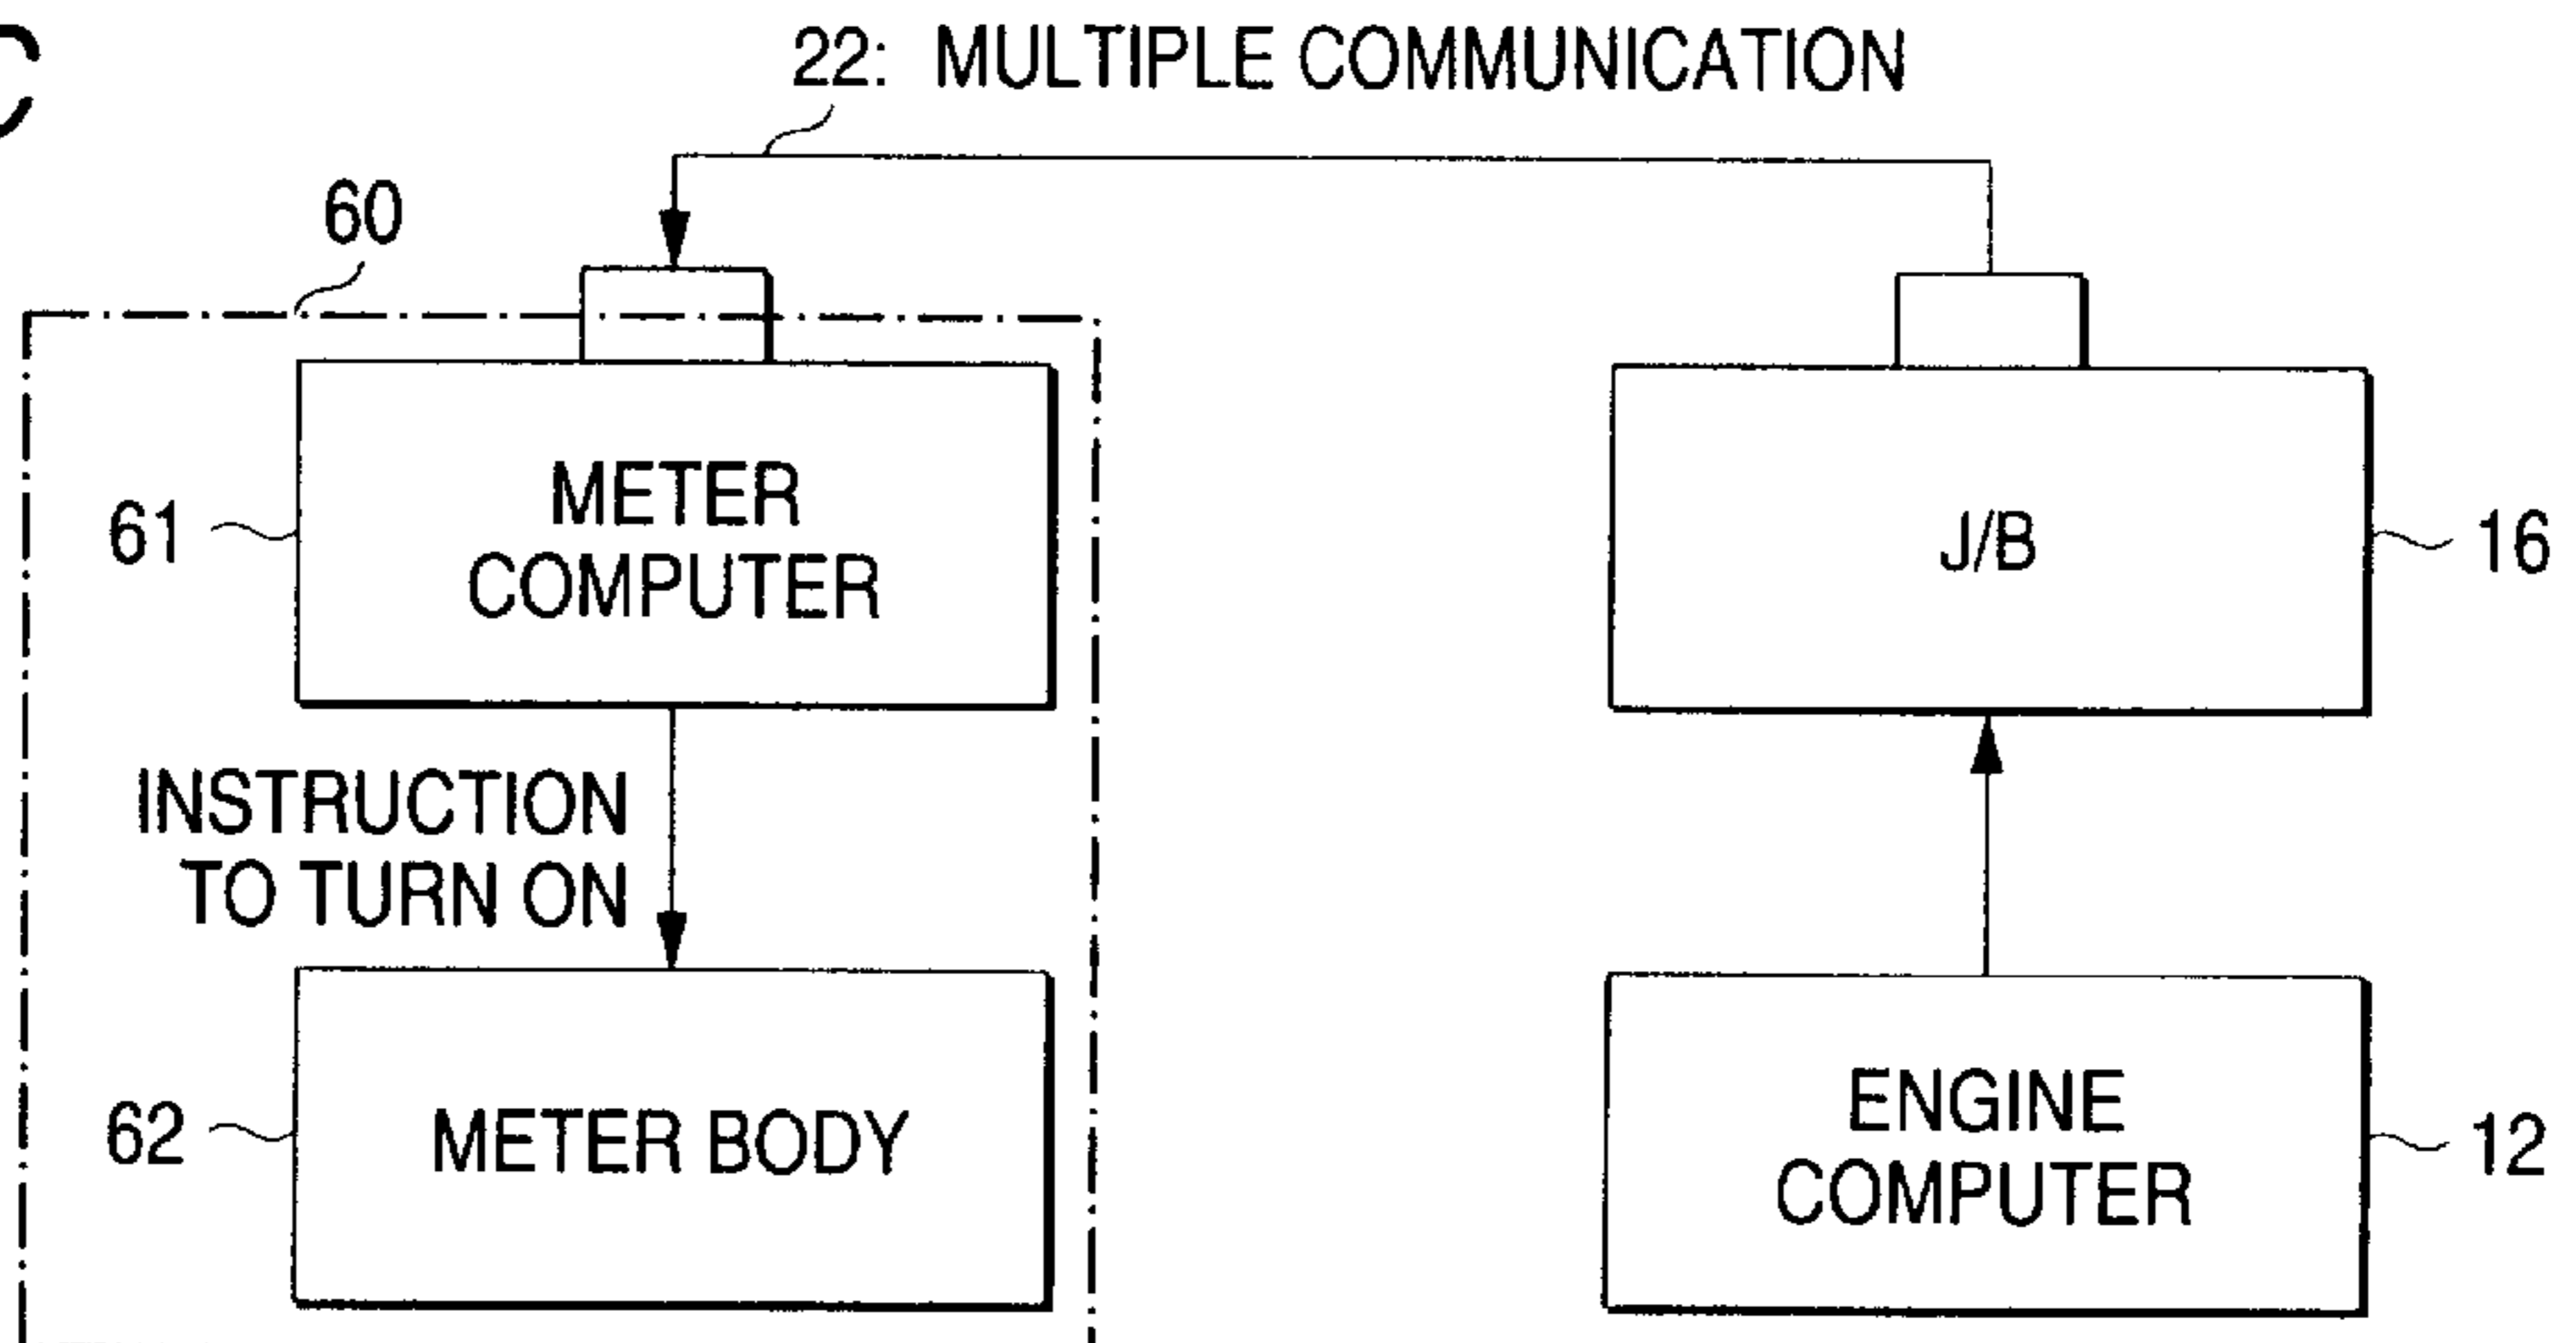 C
22: MULTIPLE COMMUNICATION
60
METER
COMPUTER
61
J/B
16
INSTRUCTION
TO TURN ON
METER BODY
62
ENGINE
COMPUTER
12